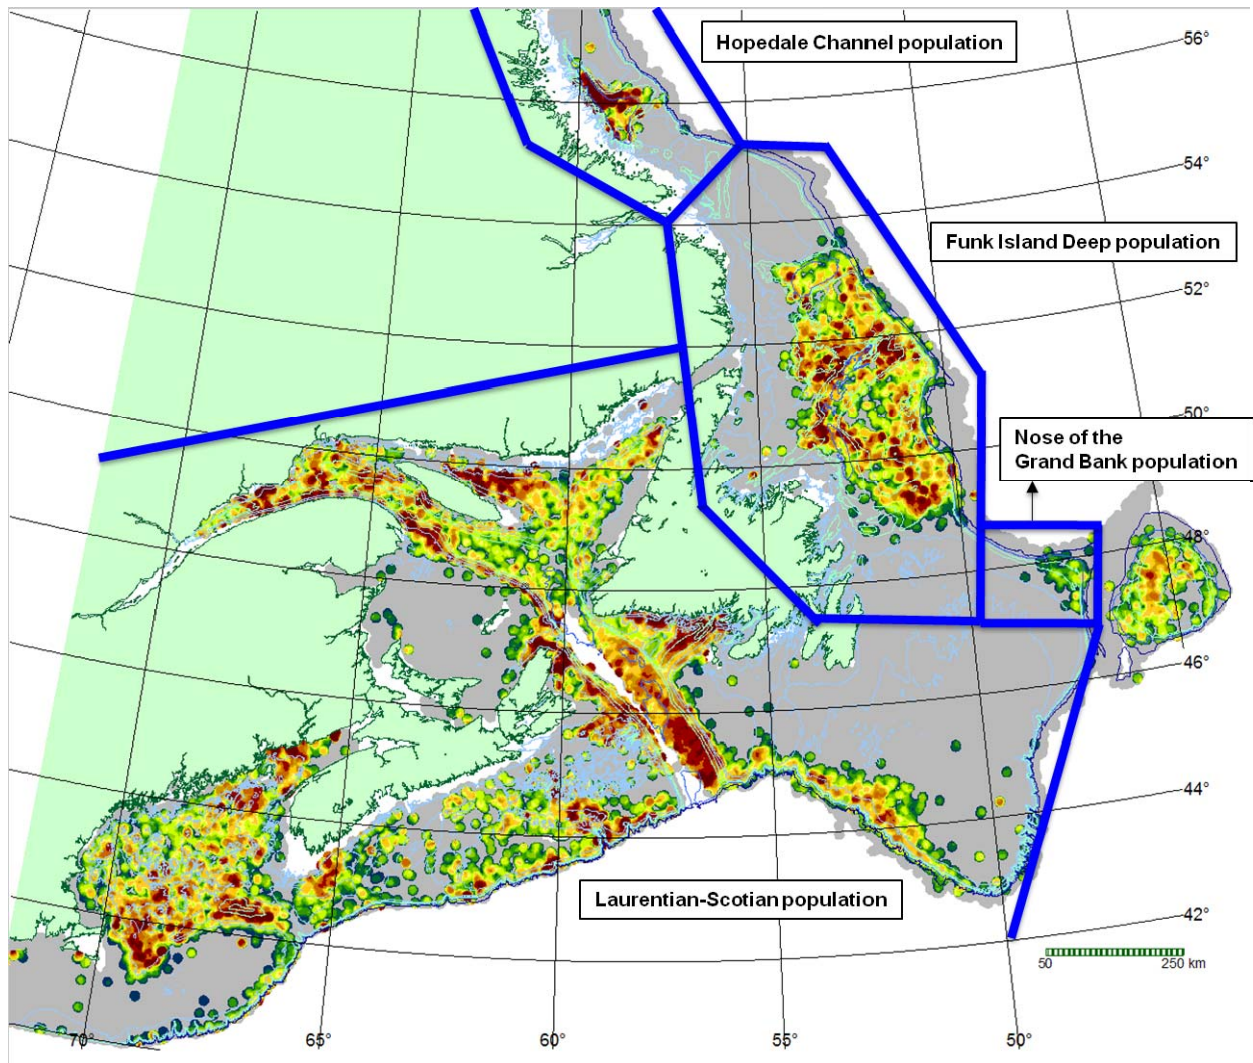 Hopedale Channel population
56°
54°
Funk Island Deep population
52°
50°
Nose of the
Grand Bank population
48°
46°
44°
Laurentian-Scotian population
42°
50 250 km
70° 65° 60° 55° 50°